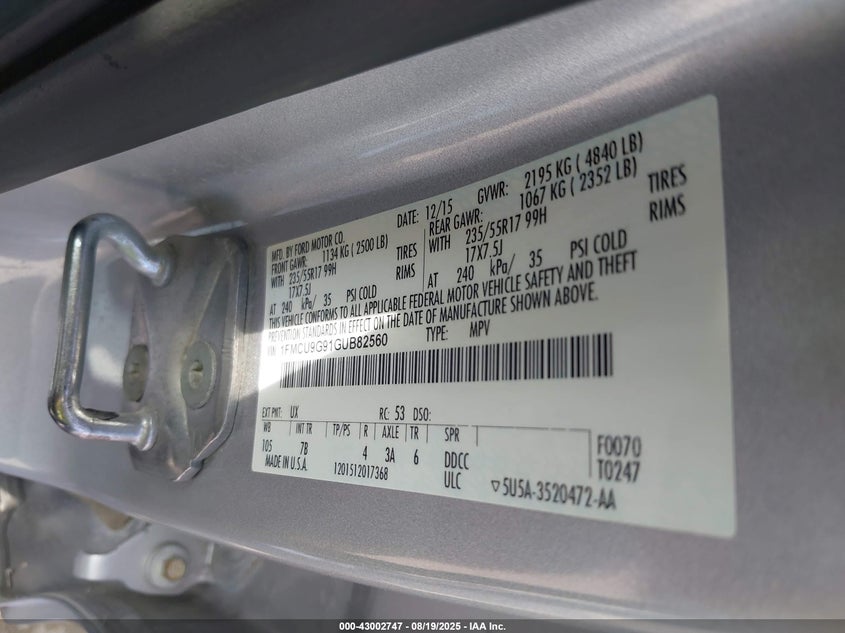 MFD. BY FORD MOTOR CO.
DATE: 12/15 GVWR: 2195 KG ( 4840 LB)
FRONT GAWR: 1134 KG ( 2500 LB) REAR GAWR: 1067 KG ( 2352 LB)
WITH 235/55R17 99H TIRES WITH 235/55R17 99H TIRES
17X7.5J RIMS 17X7.5J RIMS
AT 240 kPa/ 35 PSI COLD AT 240 kPa/ 35 PSI COLD
THIS VEHICLE CONFORMS TO ALL APPLICABLE FEDERAL MOTOR VEHICLE SAFETY AND THEFT
PREVENTION STANDARDS IN EFFECT ON THE DATE OF MANUFACTURE SHOWN ABOVE.
VIN: 1FMCU9G91GUB82560 TYPE: MPV
EXT PNT: UX RC: 53 DSO:
WB INT TR TP/PS R AXLE TR SPR
105 7B 4 3A 6 DDCC F0070
MADE IN U.S.A. 1201512017368 ULC T0247
▽5U5A-3520472-AA
000-43002747 - 08/19/2025 - IAA Inc.